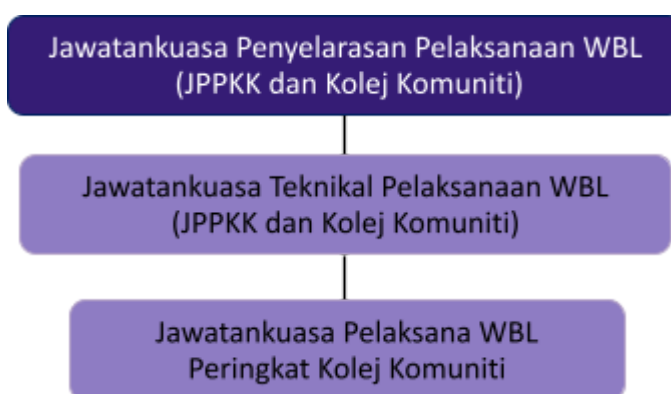 Jawatankuasa Penyelarasan Pelaksanaan WBL
(JPPKK dan Kolej Komuniti)
Jawatankuasa Teknikal Pelaksanaan WBL
(JPPKK dan Kolej Komuniti)
Jawatankuasa Pelaksana WBL
Peringkat Kolej Komuniti